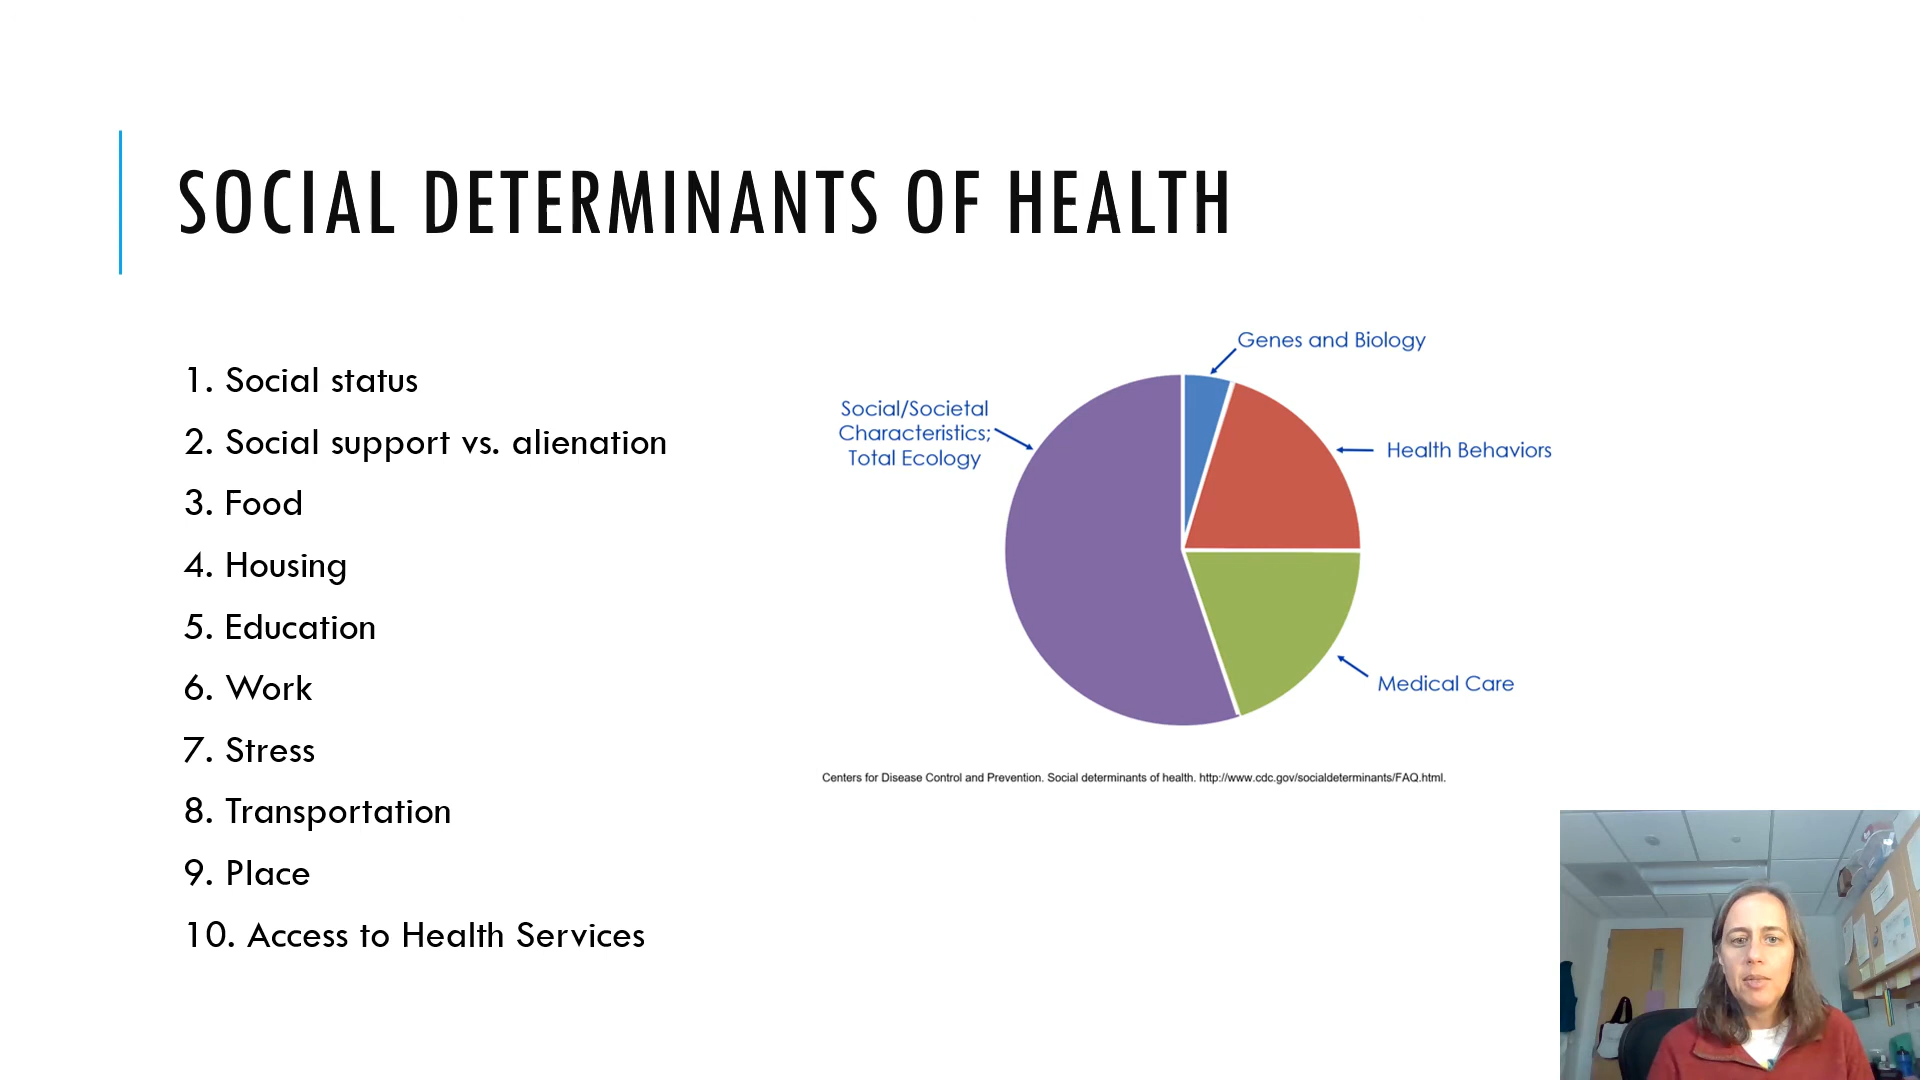 SOCIAL DETERMINANTS OF HEALTH
1. Social status
2. Social support vs. alienation
3. Food
4. Housing
5. Education
6. Work
7. Stress
8. Transportation
9. Place
10. Access to Health Services
Genes and Biology
Social/Societal
Characteristics;
Total Ecology
Health Behaviors
Medical Care
Centers for Disease Control and Prevention. Social determinants of health. http://www.cdc.gov/socialdeterminants/FAQ.html.